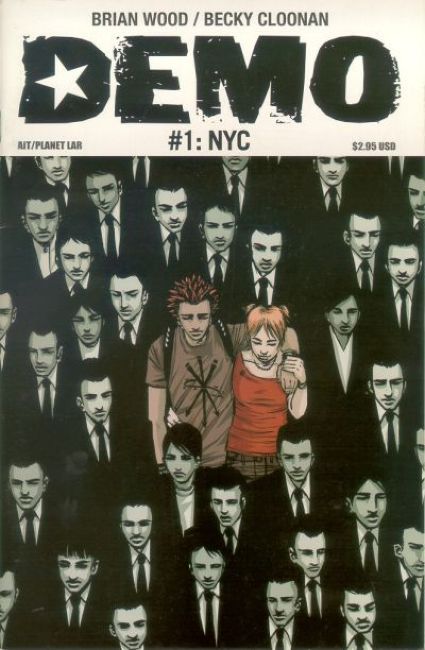 BRIAN WOOD / BECKY CLOONAN
DEMO
AiT/PLANET LAR
#1: NYC
$2.95 USD